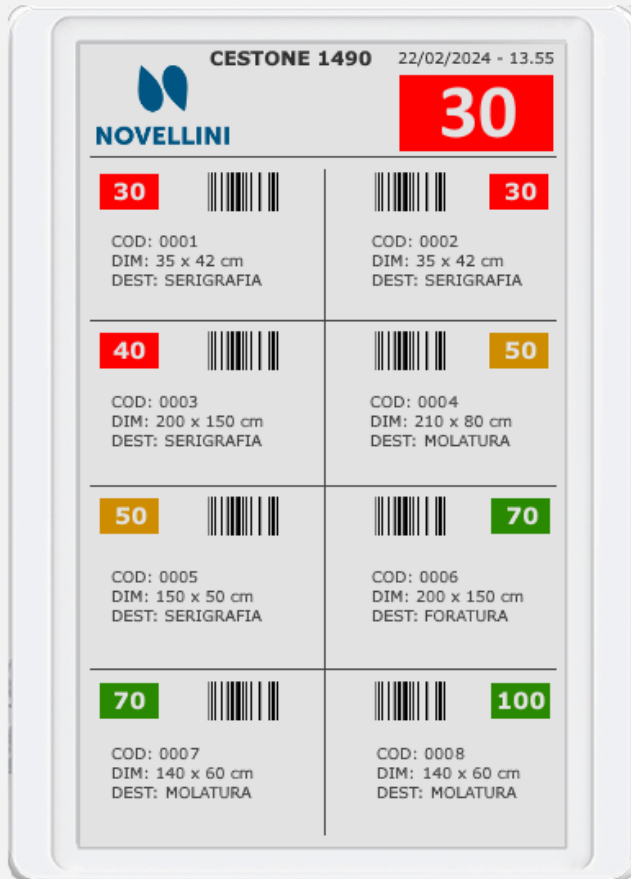 CESTONE 1490
22/02/2024 - 13.55
NOVELLINI
30
30
COD: 0001
DIM: 35 x 42 cm
DEST: SERIGRAFIA
30
COD: 0002
DIM: 35 x 42 cm
DEST: SERIGRAFIA
40
COD: 0003
DIM: 200 x 150 cm
DEST: SERIGRAFIA
50
COD: 0004
DIM: 210 x 80 cm
DEST: MOLATURA
50
COD: 0005
DIM: 150 x 50 cm
DEST: SERIGRAFIA
70
COD: 0006
DIM: 200 x 150 cm
DEST: FORATURA
70
COD: 0007
DIM: 140 x 60 cm
DEST: MOLATURA
100
COD: 0008
DIM: 140 x 60 cm
DEST: MOLATURA